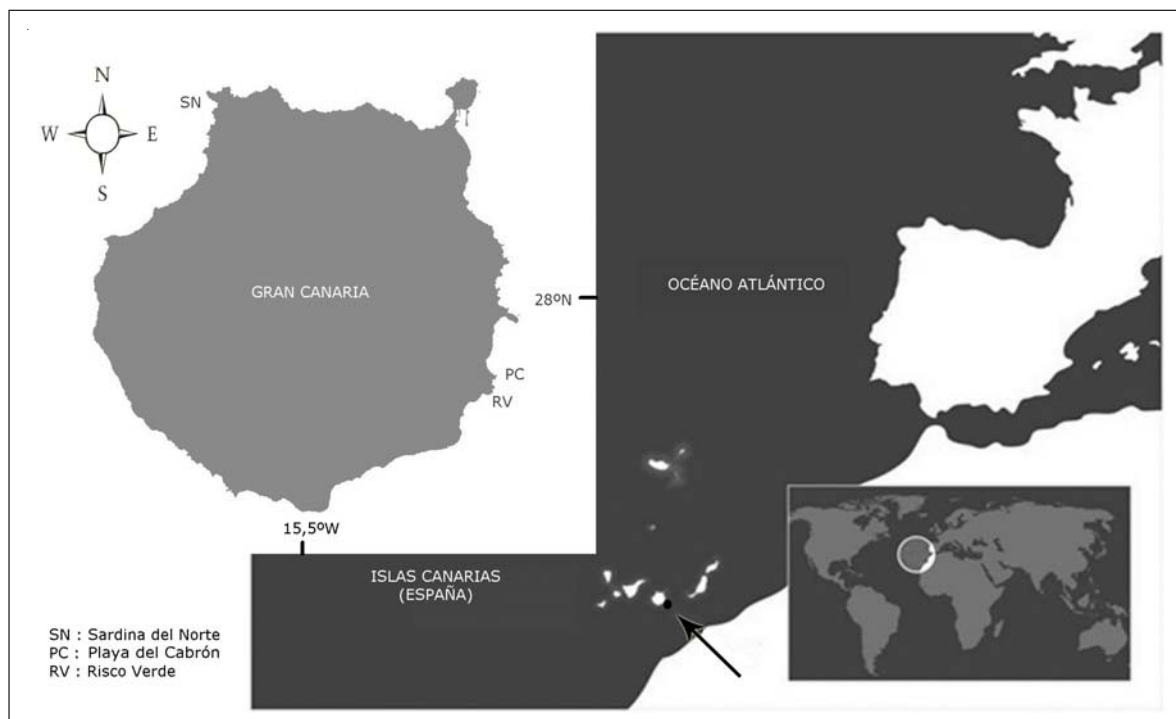 N
W E
S
SN
GRAN CANARIA
28ºN
OCÉANO ATLÁNTICO
PC
RV
15,5ºW
ISLAS CANARIAS
(ESPAÑA)
SN : Sardina del Norte
PC : Playa del Cabrón
RV : Risco Verde